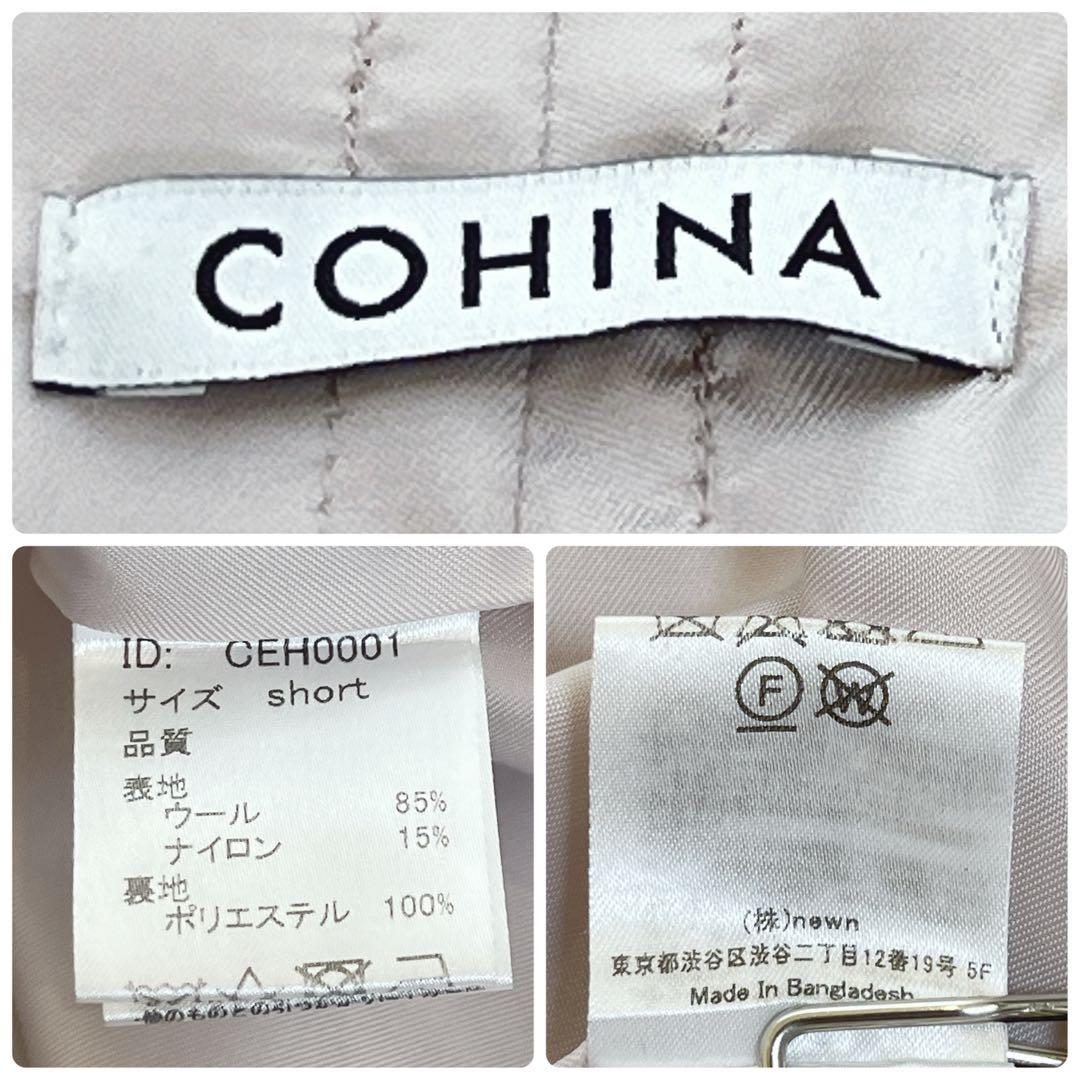 COHINA
ID: CEH0001
サイズ short
品質
表地
ウール 85%
ナイロン 15%
裏地
ポリエステル 100%
F W
(株)newn
東京都渋谷区渋谷二丁目12番19号 5F
Made In Bangladesh